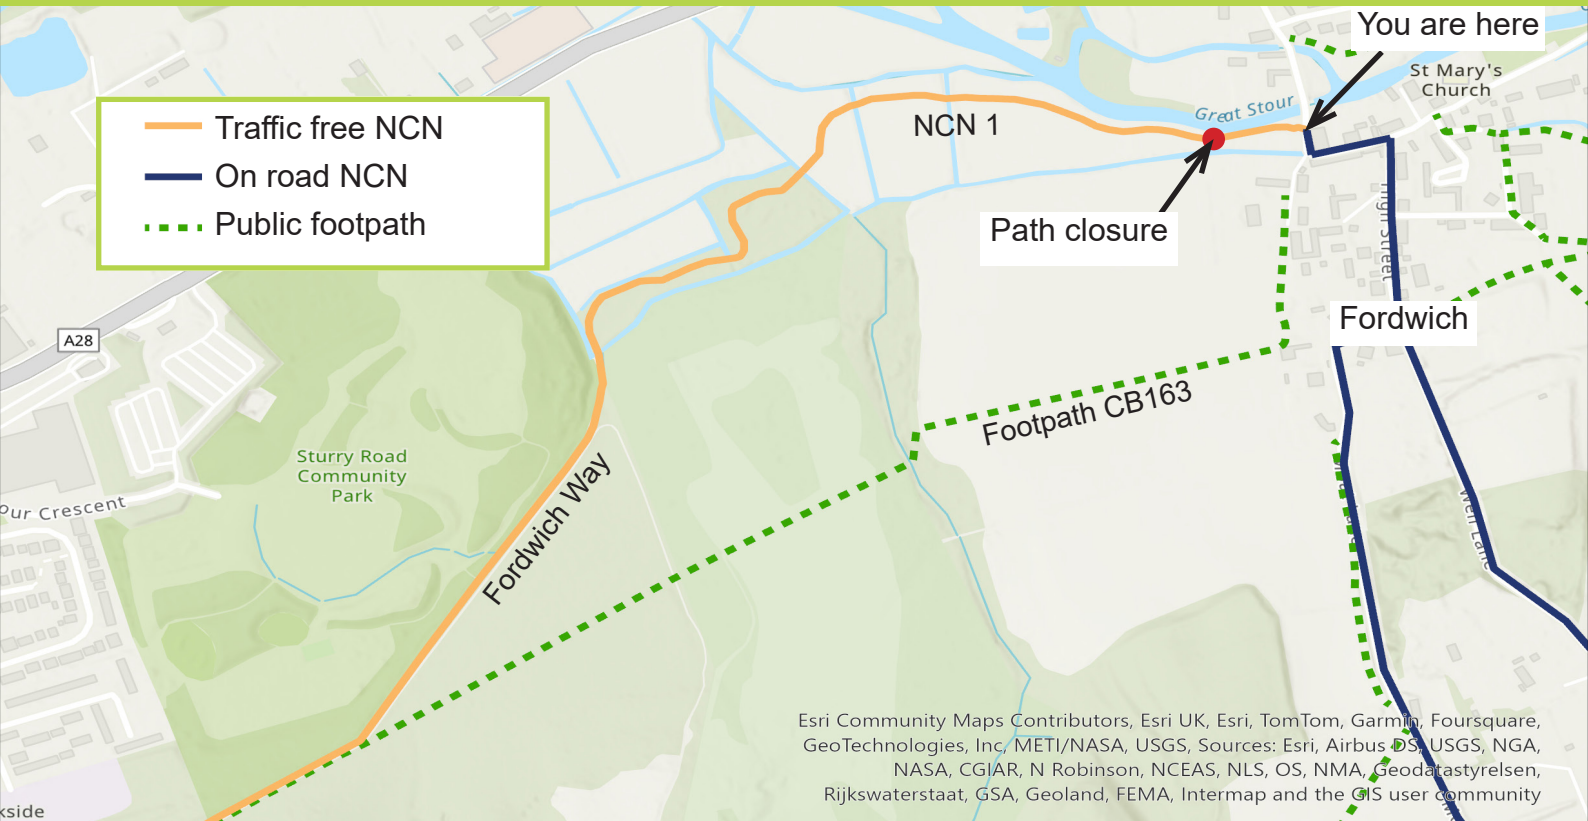 You are here
St Mary's
Church
Great Stour
Traffic free NCN
NCN 1
On road NCN
Public footpath
Path closure
High Street
Fordwich
A28
Footpath CB163
Sturry Road
Community
Park
our Crescent
Fordwich Way
Well Lane
Esri Community Maps Contributors, Esri UK, Esri, TomTom, Garmin, Foursquare,
GeoTechnologies, Inc, METI/NASA, USGS, Sources: Esri, Airbus DS, USGS, NGA,
NASA, CGIAR, N Robinson, NCEAS, NLS, OS, NMA, Geodatastyrelsen,
Rijkswaterstaat, GSA, Geoland, FEMA, Intermap and the GIS user community
kside